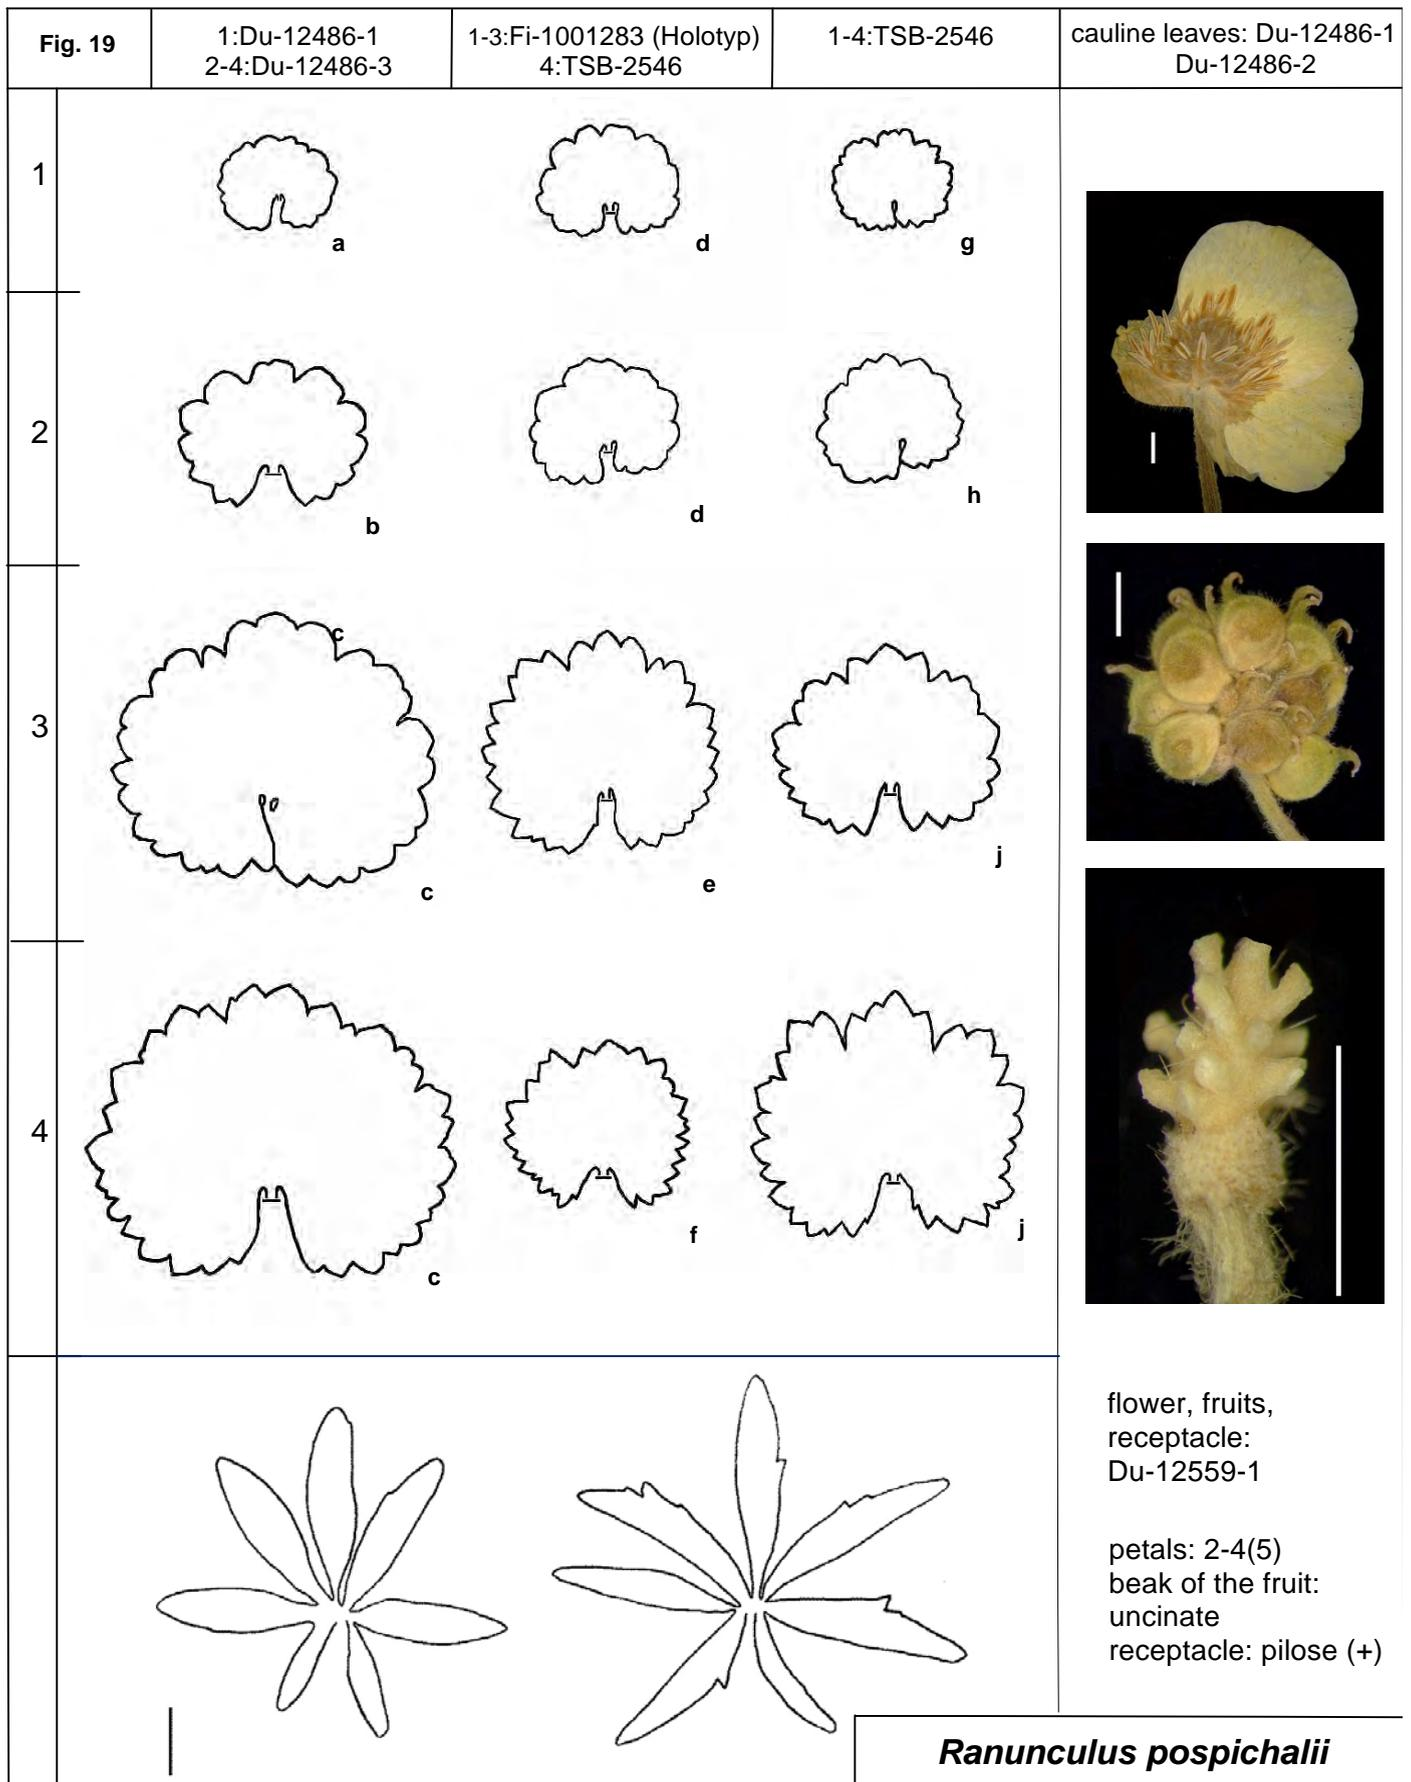 Fig. 19
1:Du-12486-1
2-4:Du-12486-3
1-3:Fi-1001283 (Holotyp)
4:TSB-2546
1-4:TSB-2546
cauline leaves: Du-12486-1
Du-12486-2
1
a
d
g
2
b
d
h
3
c
c
e
j
4
c
f
j
flower, fruits,
receptacle:
Du-12559-1
petals: 2-4(5)
beak of the fruit:
uncinate
receptacle: pilose (+)
Ranunculus pospichalii